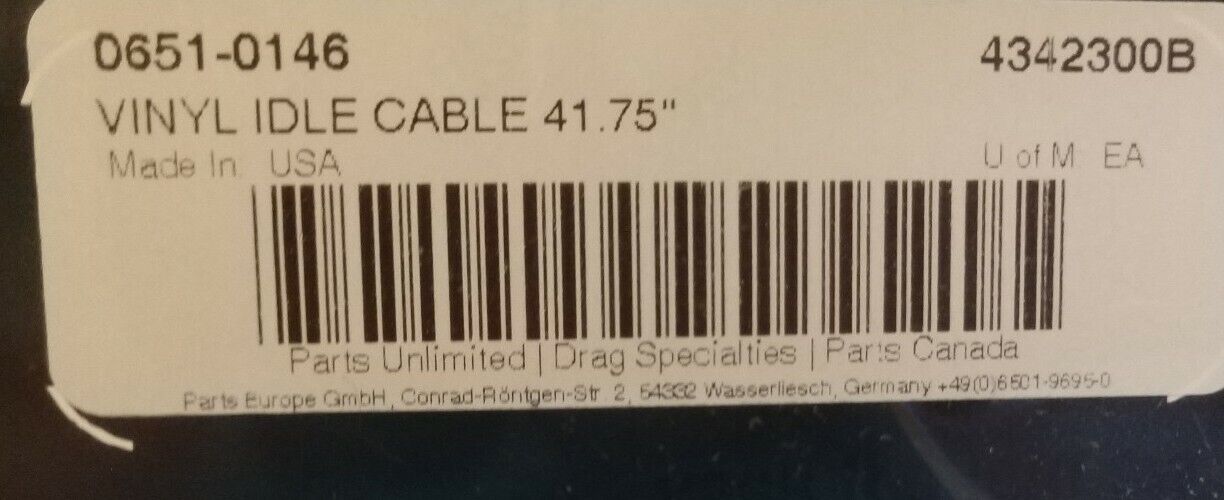 0651-0146 4342300B
VINYL IDLE CABLE 41.75"
Made In USA U of M EA
Parts Unlimited | Drag Specialties | Parts Canada
Parts Europe GmbH, Conrad-Röntgen-Str. 2, 54332 Wasserliesch, Germany +49(0)6501-9695-0